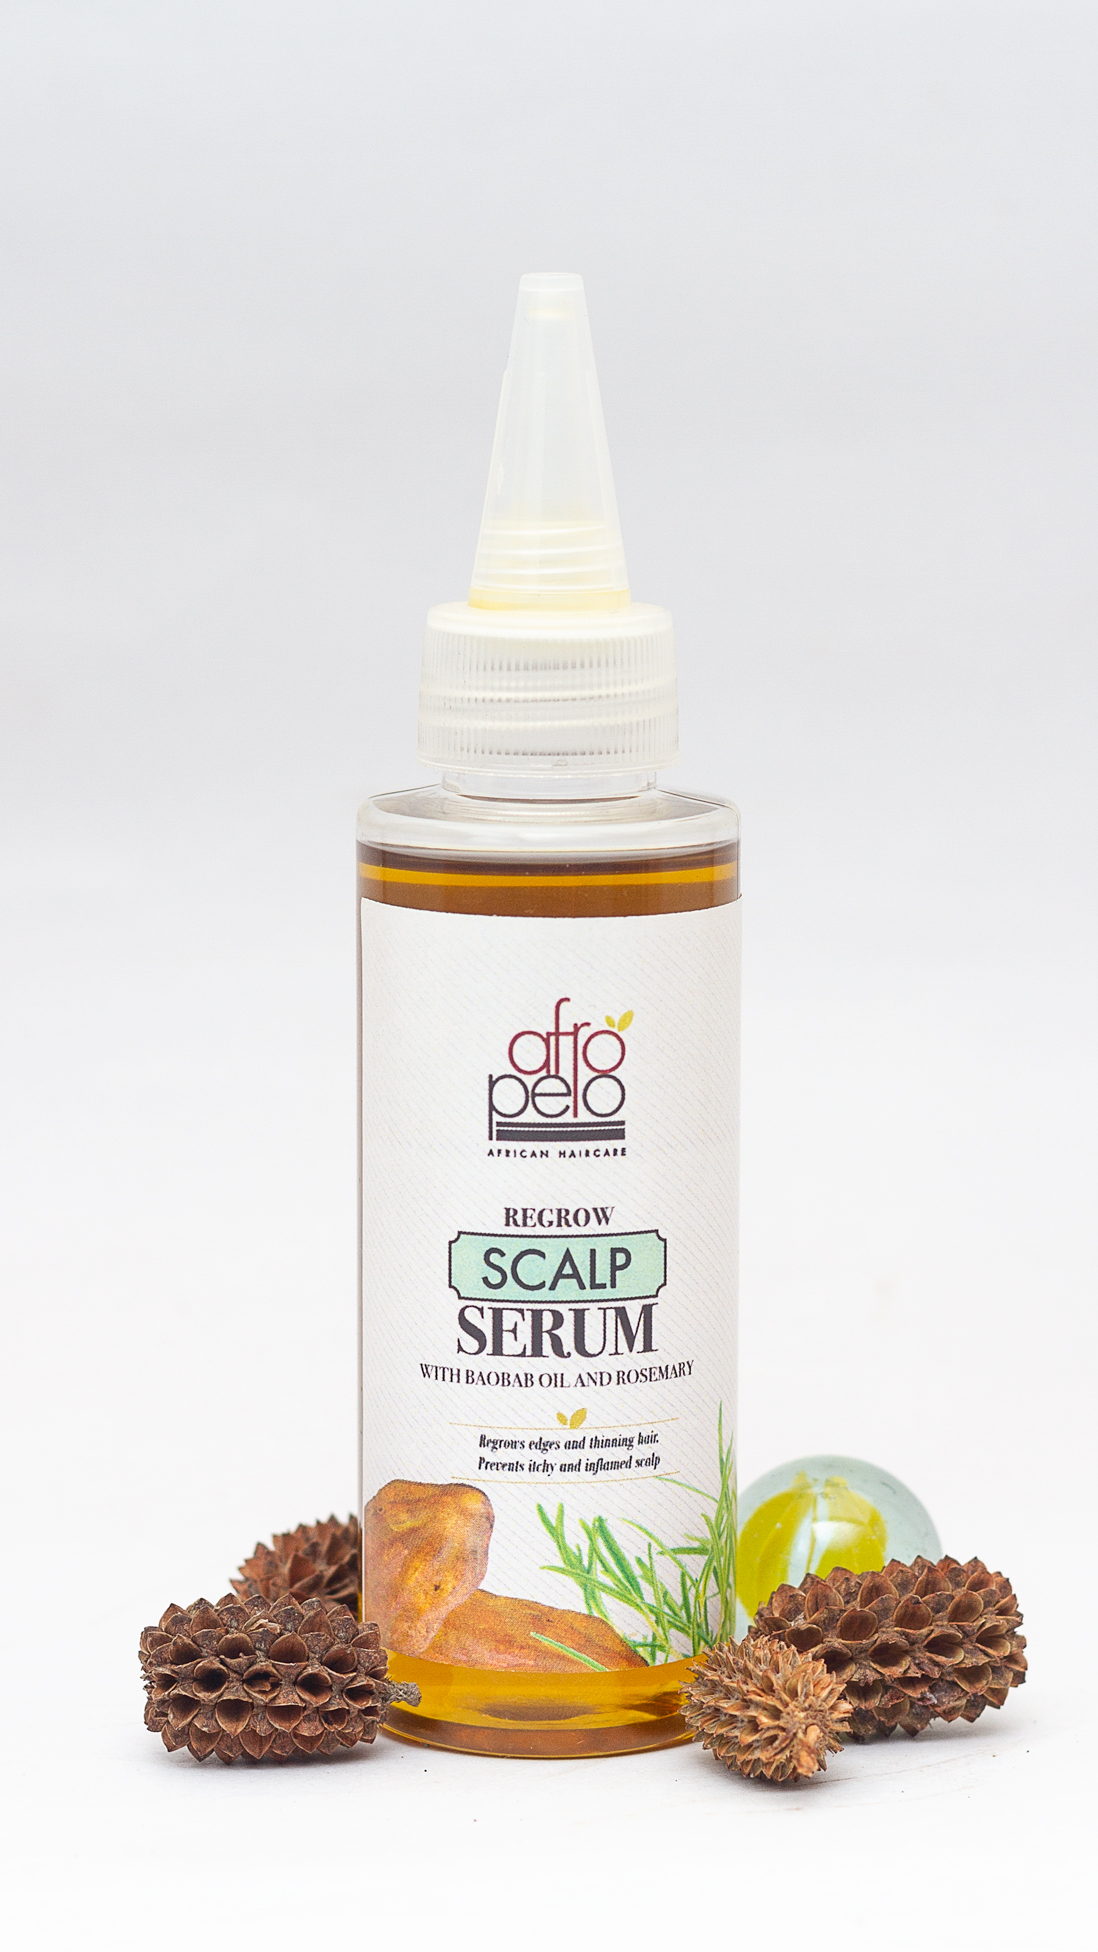 afro
pelo
AFRICAN HAIRCARE
REGROW
SCALP
SERUM
WITH BAOBAB OIL AND ROSEMARY
Regrows edges and thinning hair.
Prevents itchy and inflamed scalp